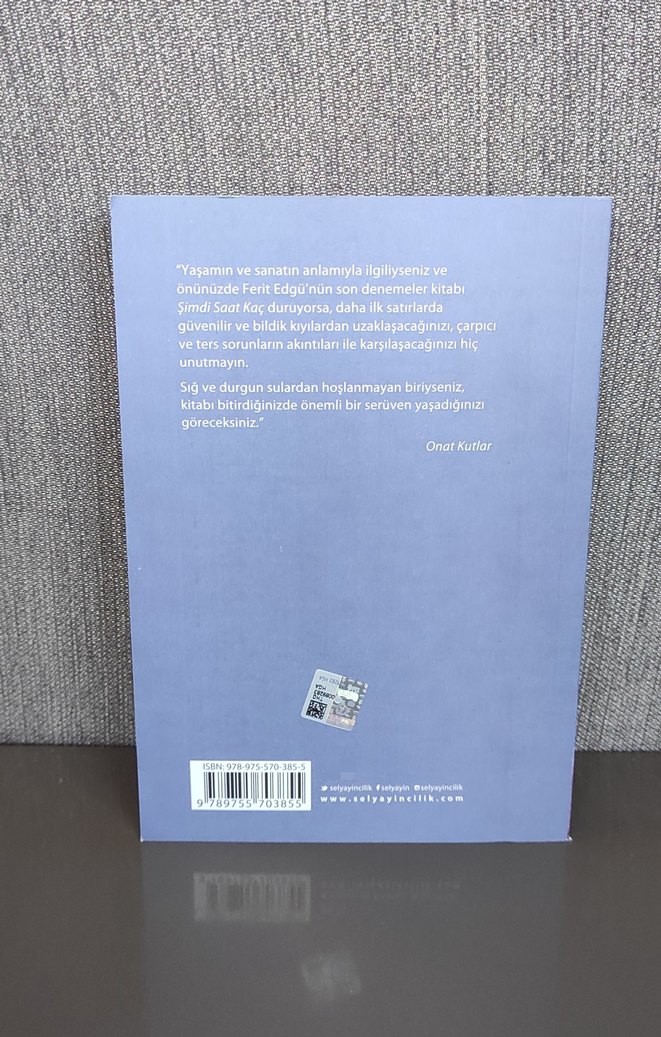 "Yaşamın ve sanatın anlamıyla ilgiliyseniz ve
önünüzde Ferit Edgü'nün son denemeler kitabı
Şimdi Saat Kaç duruyorsa, daha ilk satırlarda
güvenilir ve bildik kıyılardan uzaklaşacağınızı, çarpıcı
ve ters sorunların akıntıları ile karşılaşacağınızı hiç
unutmayın.
Sığ ve durgun sulardan hoşlanmayan biriyseniz,
kitabı bitirdiğinizde önemli bir serüven yaşadığınızı
göreceksiniz."
Onat Kutlar
ISBN: 978-975-570-385-5
9 789755 703855
selyayincilik selyayin selyayincilik
www.selyayincilik.com